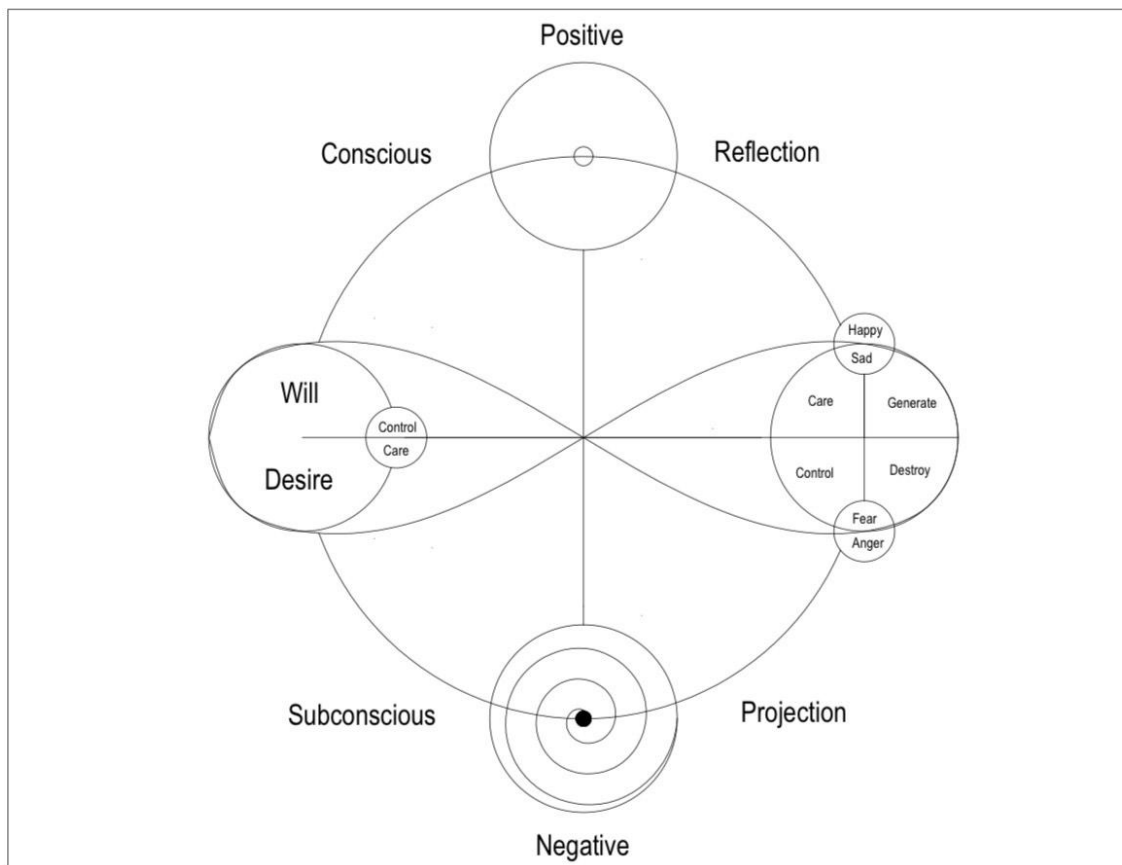 Positive
Conscious
Reflection
Happy
Sad
Will
Care
Generate
Control
Care
Desire
Control
Destroy
Fear
Anger
Subconscious
Projection
Negative